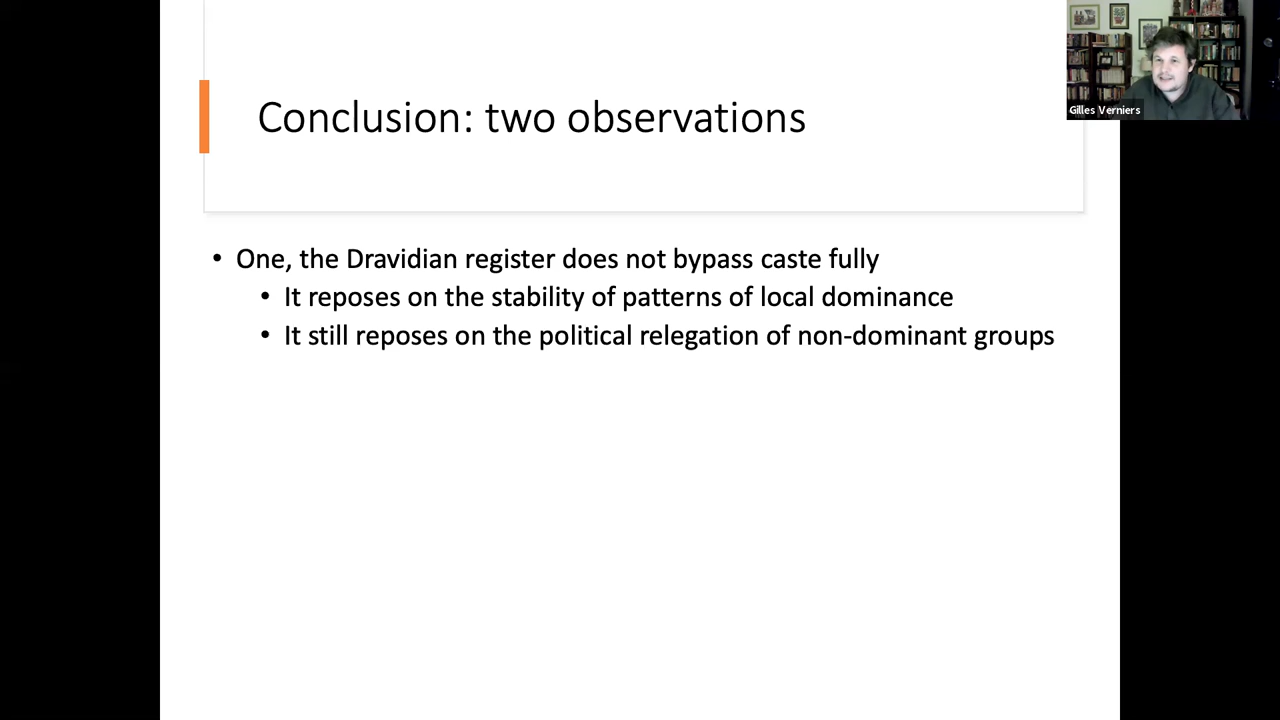 Conclusion: two observations
Gilles Verniers
• One, the Dravidian register does not bypass caste fully
• It reposes on the stability of patterns of local dominance
• It still reposes on the political relegation of non-dominant groups